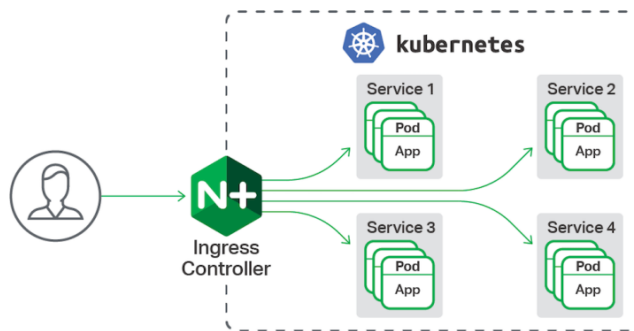 kubernetes
Service 1
Pod
App
Service 2
Pod
App
N+
Ingress
Controller
Service 3
Pod
App
Service 4
Pod
App